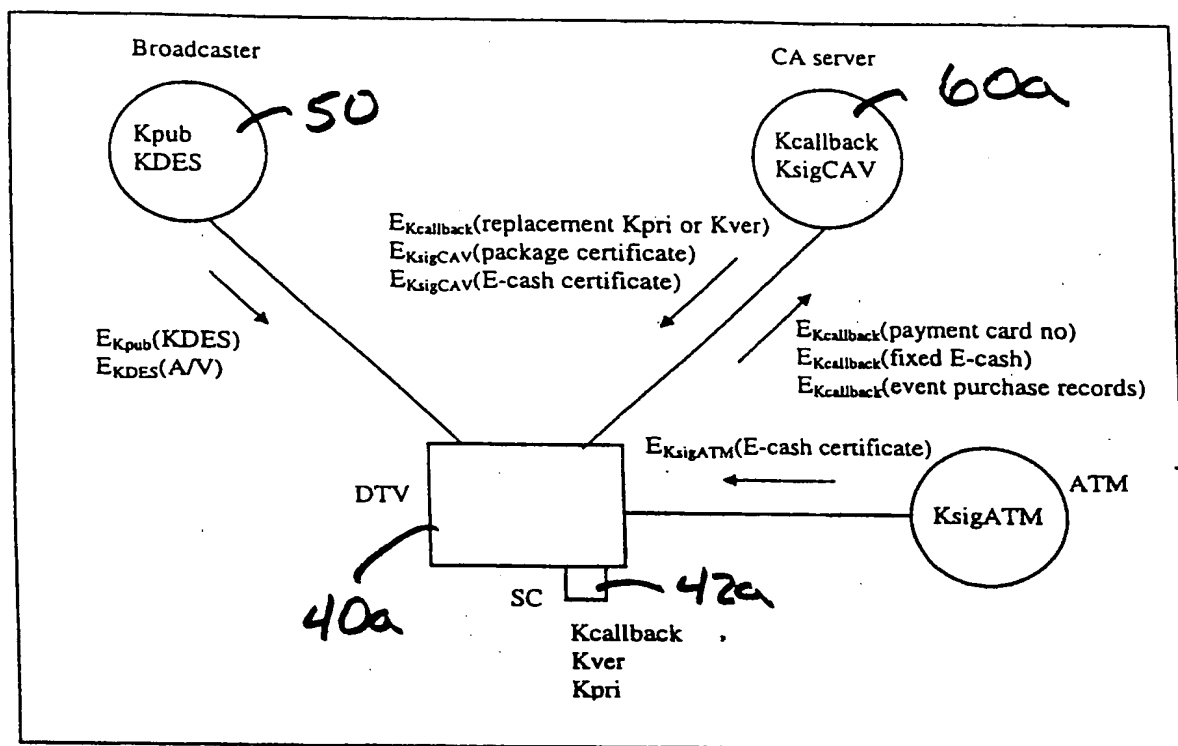 Broadcaster
CA server
Kpub
KDES
50
Kcallback
KsigCAV
60a
EKcallback(replacement Kpri or Kver)
EKsigCAV(package certificate)
EKsigCAV(E-cash certificate)
EKpub(KDES)
EKDES(A/V)
EKcallback(payment card no)
EKcallback(fixed E-cash)
EKcallback(event purchase records)
EKsigATM(E-cash certificate)
DTV
KsigATM
ATM
40a
SC
42a
Kcallback
Kver
Kpri